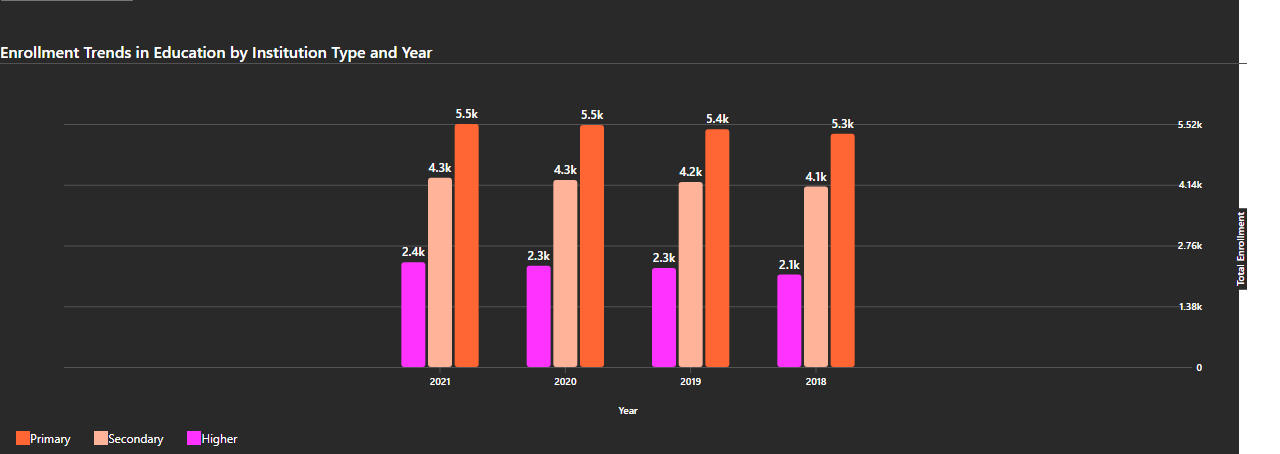 Enrollment Trends in Education by Institution Type and Year
5.5k
5.5k
5.4k
5.3k
5.52k
4.3k
4.3k
4.2k
4.1k
4.14k
2.4k
2.3k
2.3k
2.1k
2.76k
Total Enrollment
1.38k
0
2021 2020 2019 2018
Year
Primary Secondary Higher